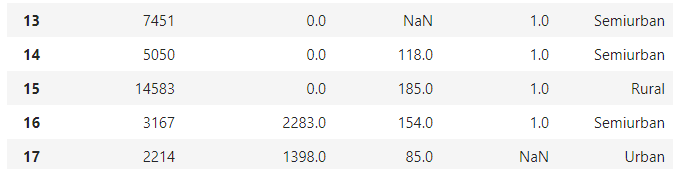 13 7451 0.0 NaN 1.0 Semiurban
14 5050 0.0 118.0 1.0 Semiurban
15 14583 0.0 185.0 1.0 Rural
16 3167 2283.0 154.0 1.0 Semiurban
17 2214 1398.0 85.0 NaN Urban